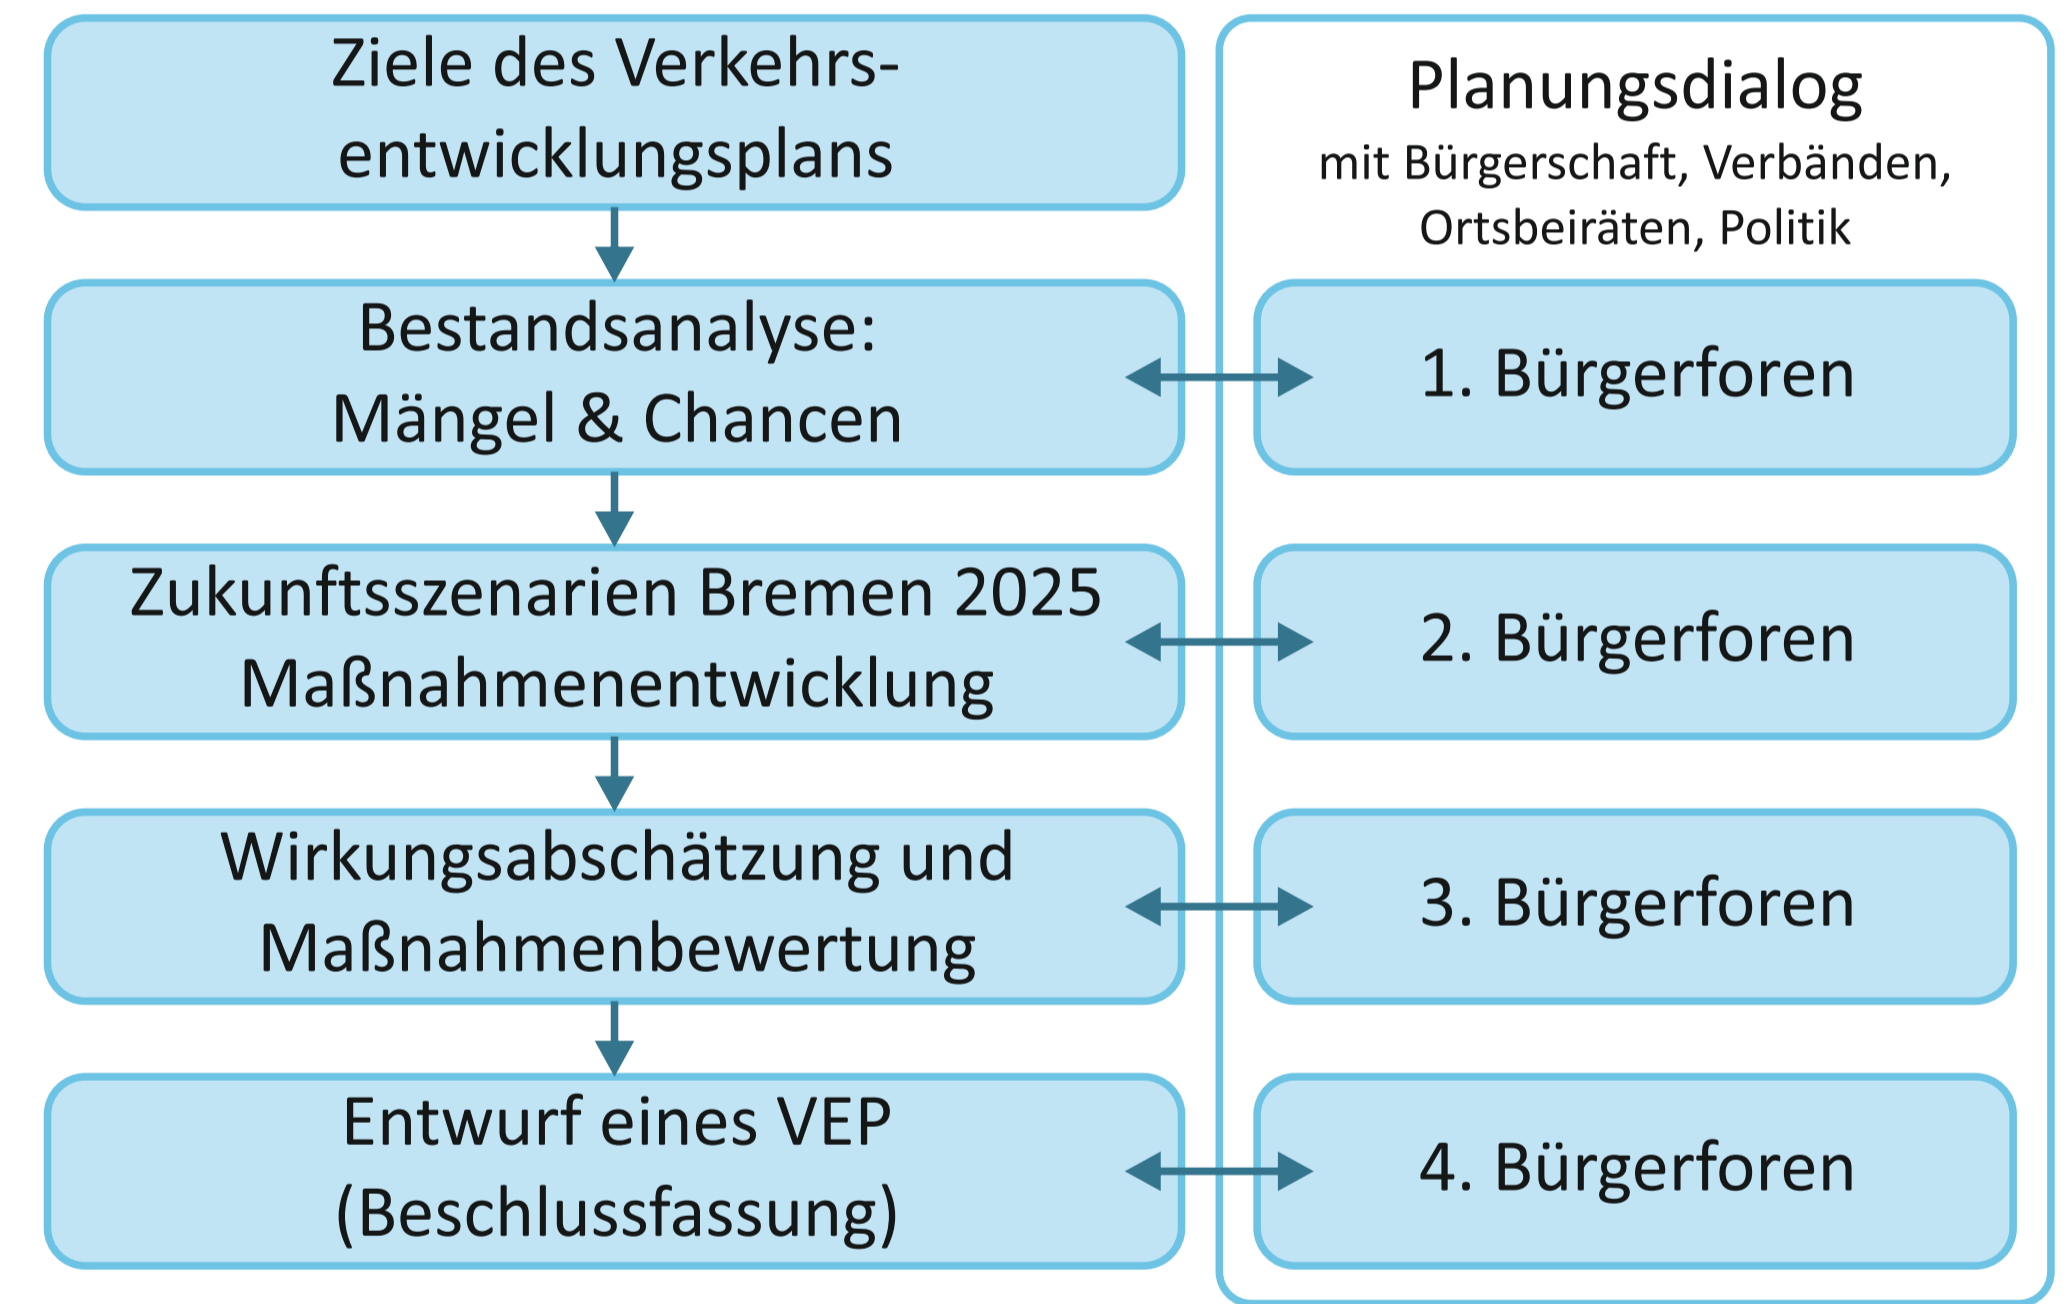 Ziele des Verkehrs-
entwicklungsplans
Bestandsanalyse:
Mängel & Chancen
Zukunftsszenarien Bremen 2025
Maßnahmenentwicklung
Wirkungsabschätzung und
Maßnahmenbewertung
Entwurf eines VEP
(Beschlussfassung)
Planungsdialog
mit Bürgerschaft, Verbänden,
Ortsbeiräten, Politik
1. Bürgerforen
2. Bürgerforen
3. Bürgerforen
4. Bürgerforen